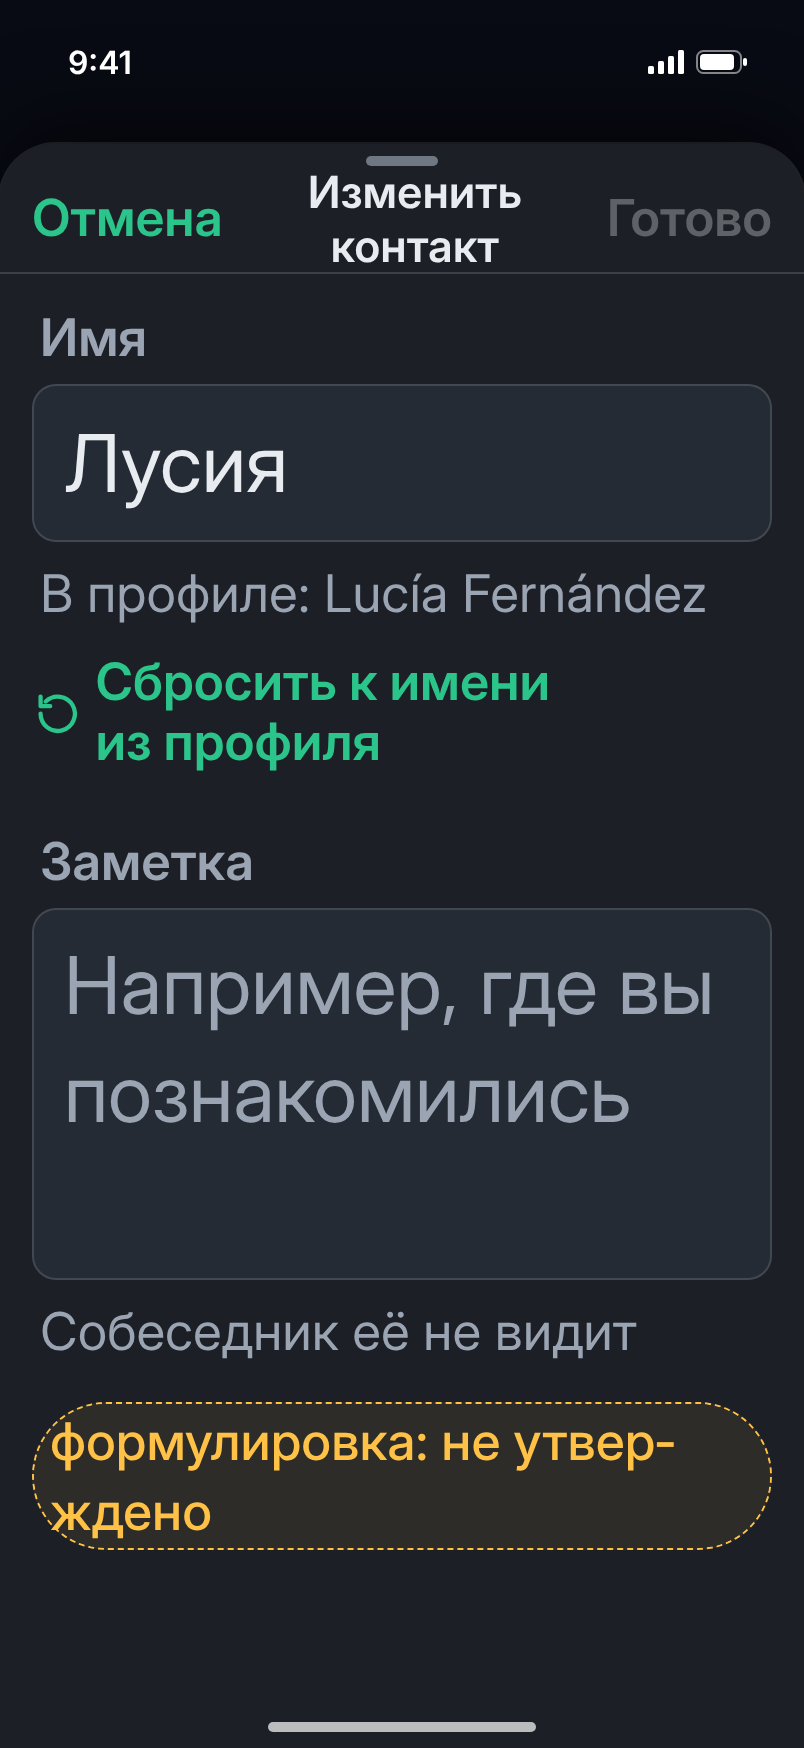 9:41
Отмена
Изменить
контакт
Готово
Имя
Лусия
В профиле: Lucía Fernández
Сбросить к имени
из профиля
Заметка
Например, где вы
познакомились
Собеседник её не видит
формулировка: не утвер-
ждено